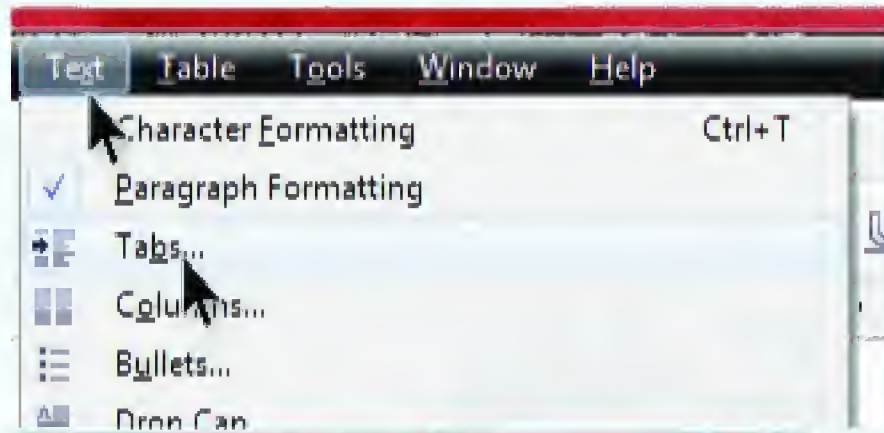 Text Table Tools Window Help
Character Formatting Ctrl+T
Paragraph Formatting
Tabs...
Columns...
Bullets...
Drop Cap